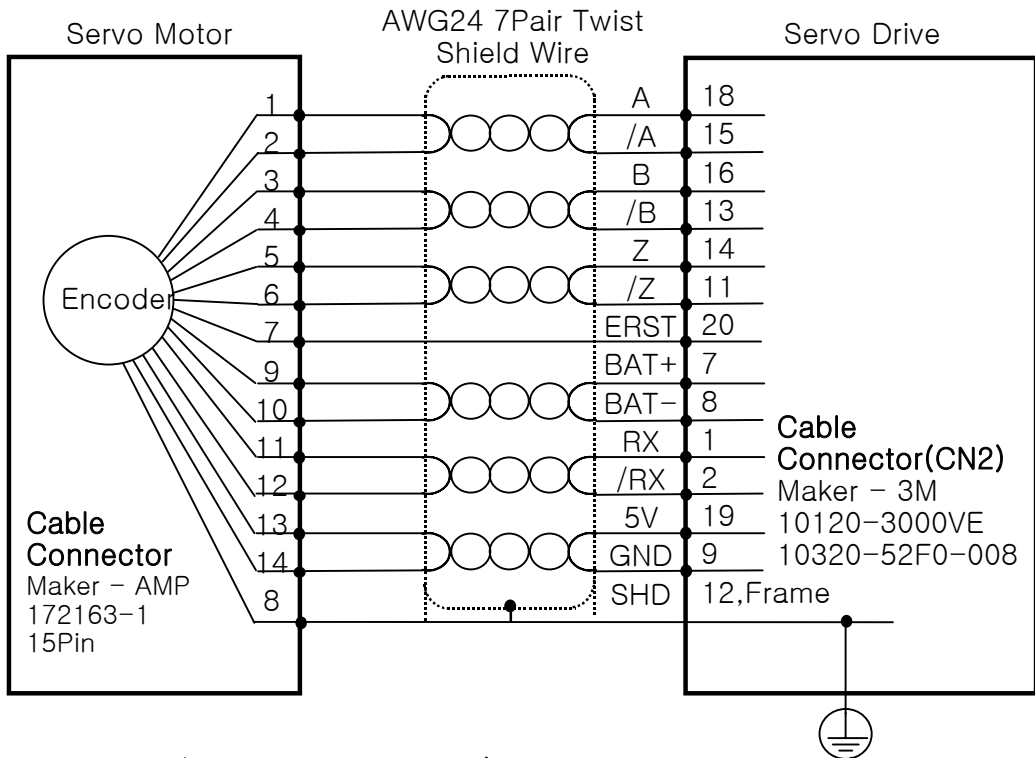 Servo Motor
AWG24 7Pair Twist
Shield Wire
Servo Drive
1 A 18
2 /A 15
3 B 16
4 /B 13
5 Z 14
Encoder 6 /Z 11
7 ERST 20
9 BAT+ 7
10 BAT- 8
11 RX 1
12 /RX 2
13 5V 19
14 GND 9
8 SHD 12,Frame
Cable
Connector
Maker - AMP
172163-1
15Pin
Cable
Connector(CN2)
Maker - 3M
10120-3000VE
10320-52F0-008